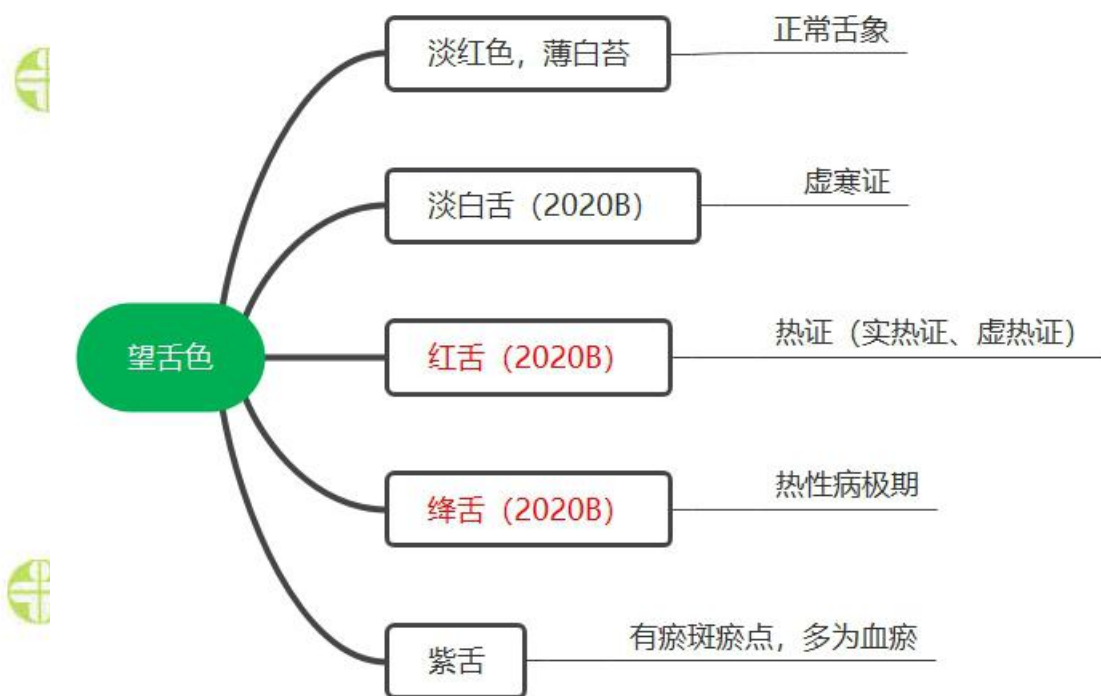 淡红色，薄白苔
正常舌象
淡白舌（2020B）
虚寒证
望舌色
红舌（2020B）
热证（实热证、虚热证）
绛舌（2020B）
热性病极期
紫舌
有瘀斑瘀点，多为血瘀